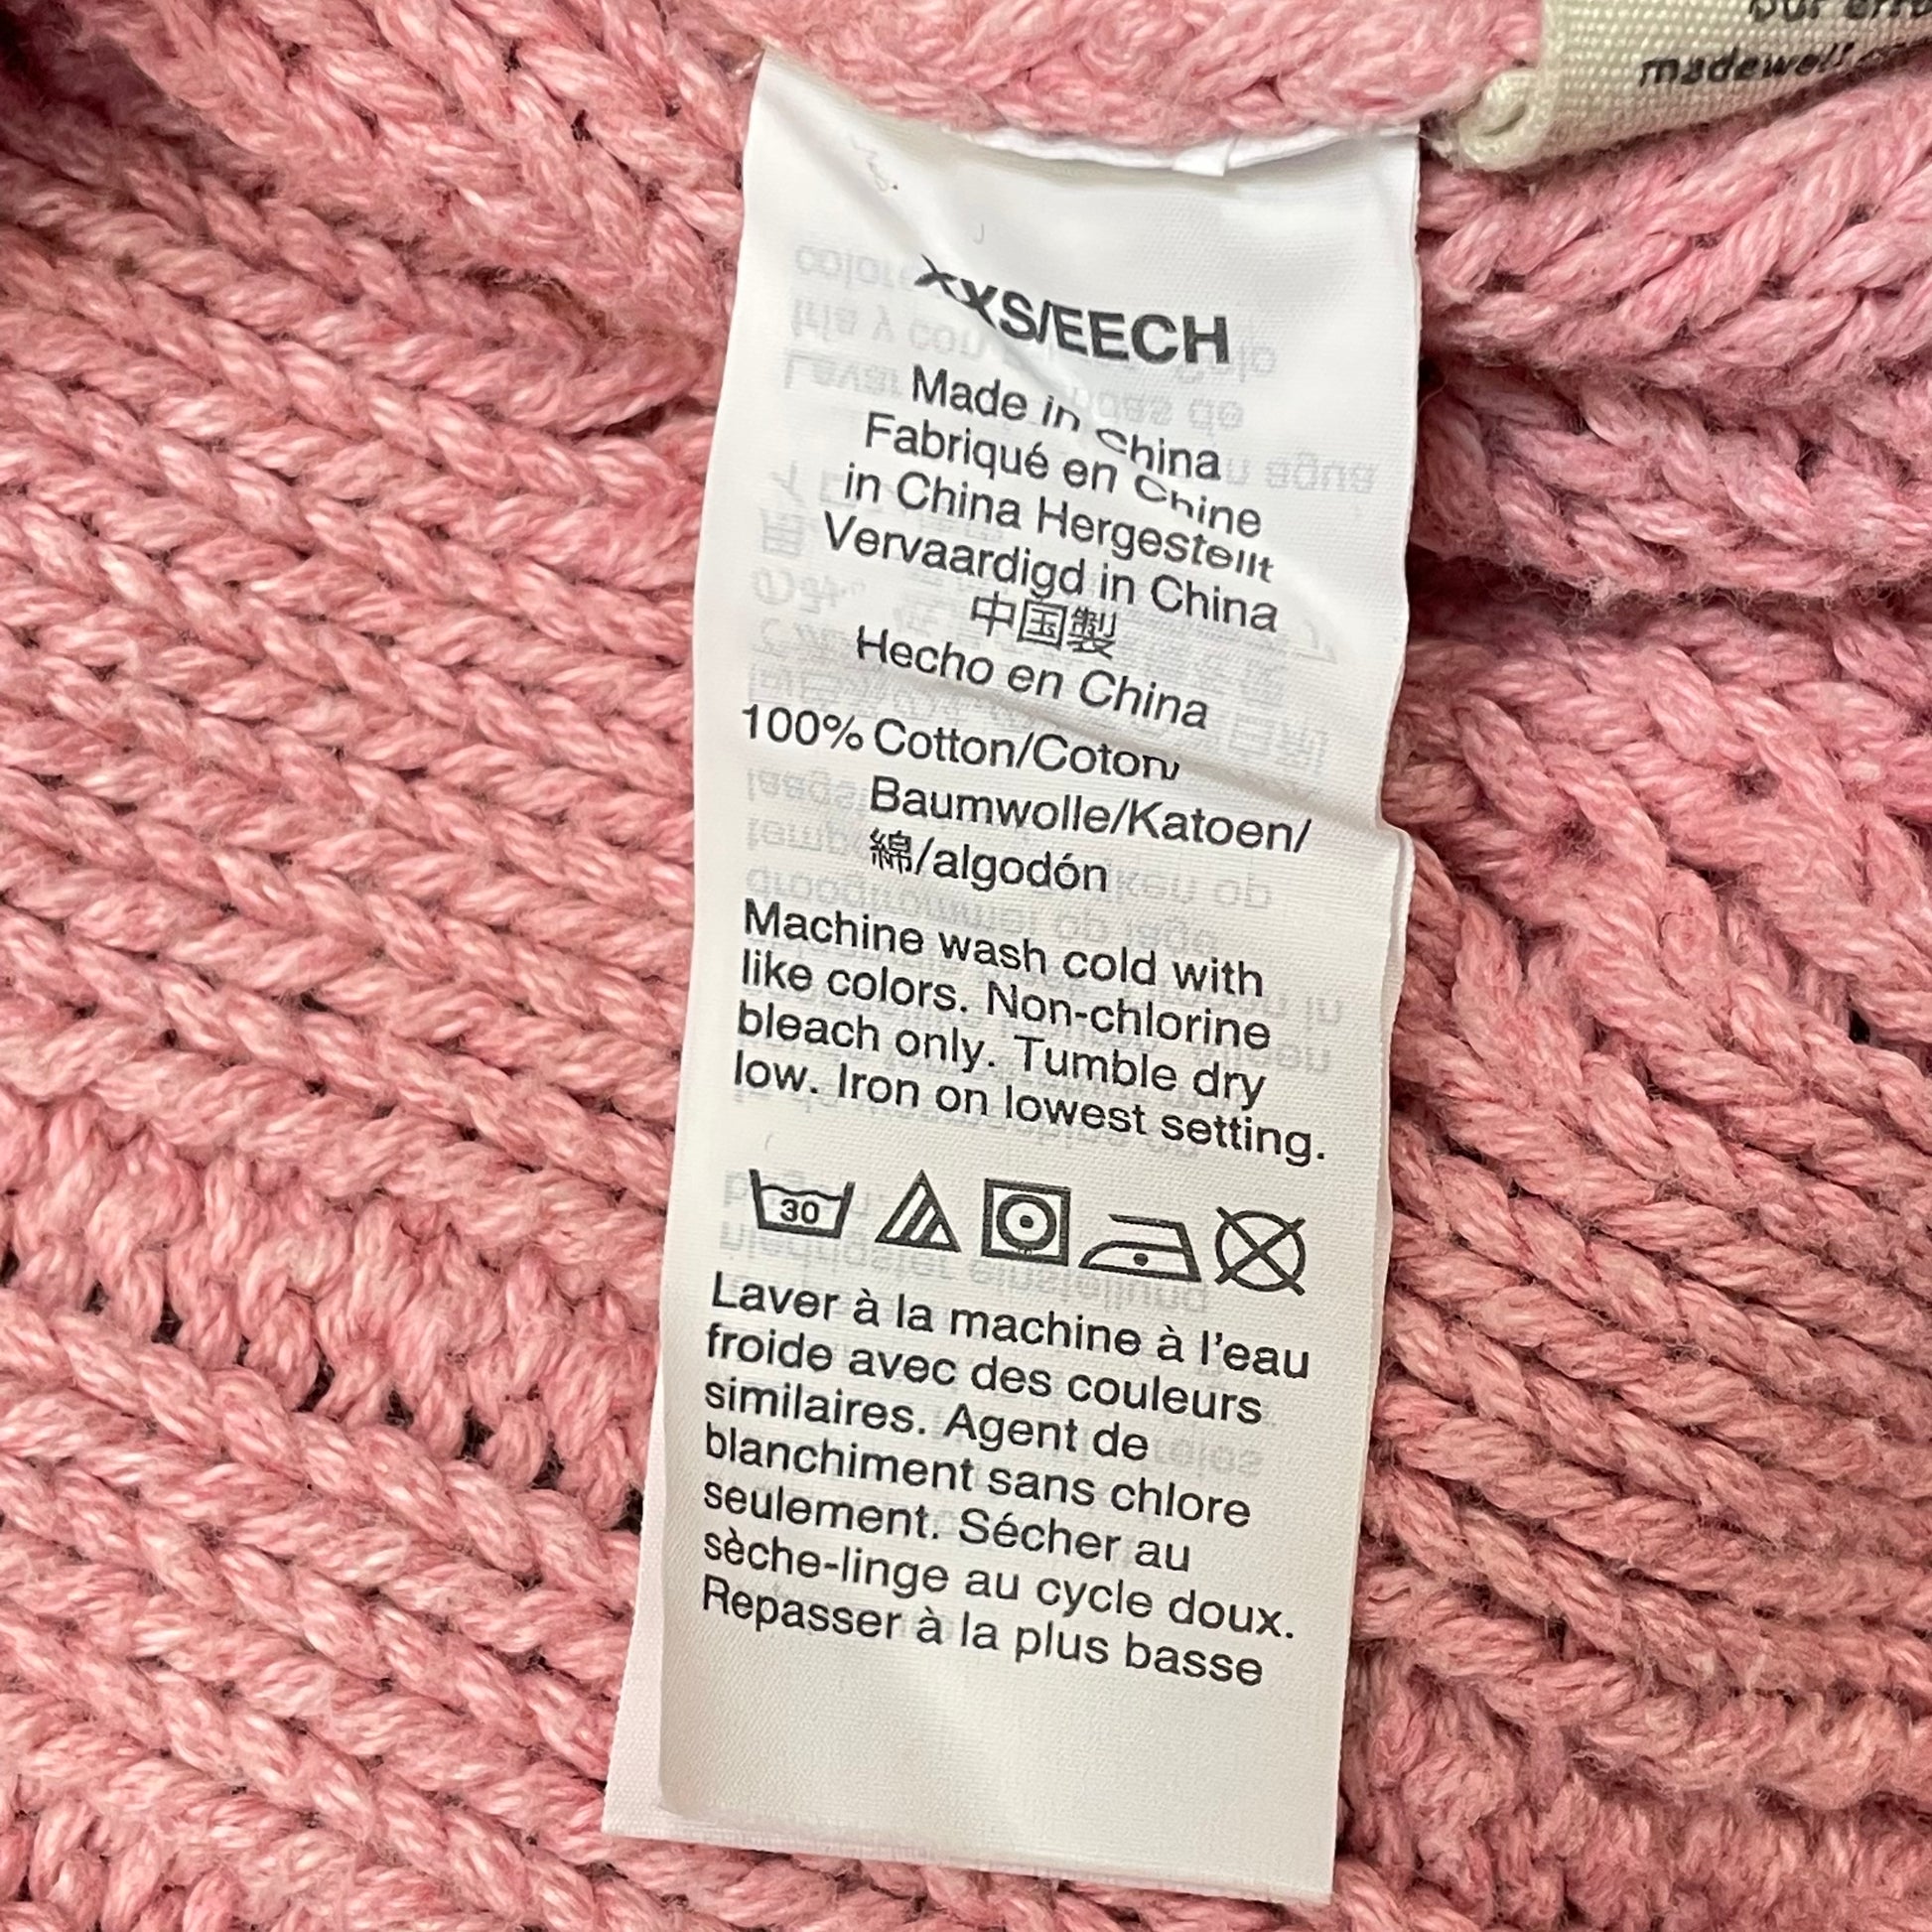 our
madewell
XXS/EECH
Made in China
Fabriqué en Chine
in China Hergestellt
Vervaardigd in China
中国製
Hecho en China
100% Cotton/Coton/
Baumwolle/Katoen/
綿/algodón
Machine wash cold with
like colors. Non-chlorine
bleach only. Tumble dry
low. Iron on lowest setting.
30
Laver à la machine à l'eau
froide avec des couleurs
similaires. Agent de
blanchiment sans chlore
seulement. Sécher au
sèche-linge au cycle doux.
Repasser à la plus basse